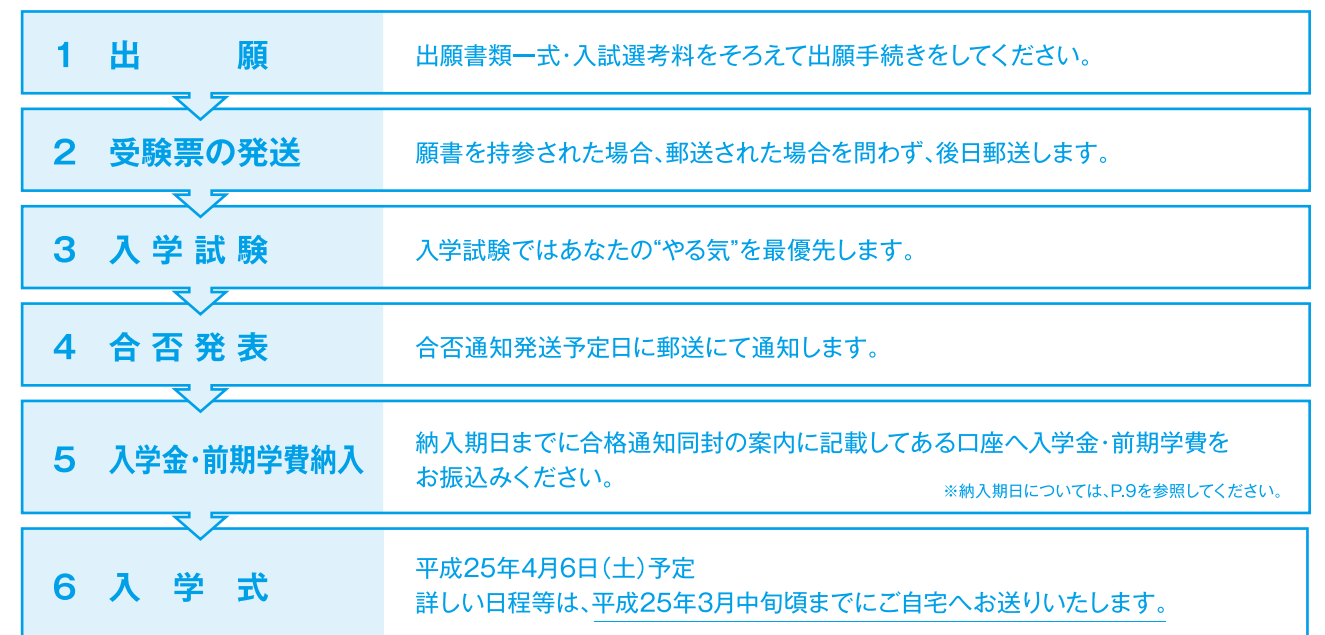 1 出願
出願書類一式・入試選考料をそろえて出願手続きをしてください。
2 受験票の発送
願書を持参された場合、郵送された場合を問わず、後日郵送します。
3 入学試験
入学試験ではあなたの“やる気”を最優先します。
4 合否発表
合否通知発送予定日に郵送にて通知します。
5 入学金・前期学費納入
納入期日までに合格通知同封の案内に記載してある口座へ入学金・前期学費を
お振込みください。
※納入期日については、P.9を参照してください。
6 入学式
平成25年4月6日（土）予定
詳しい日程等は、平成25年3月中旬頃までにご自宅へお送りいたします。